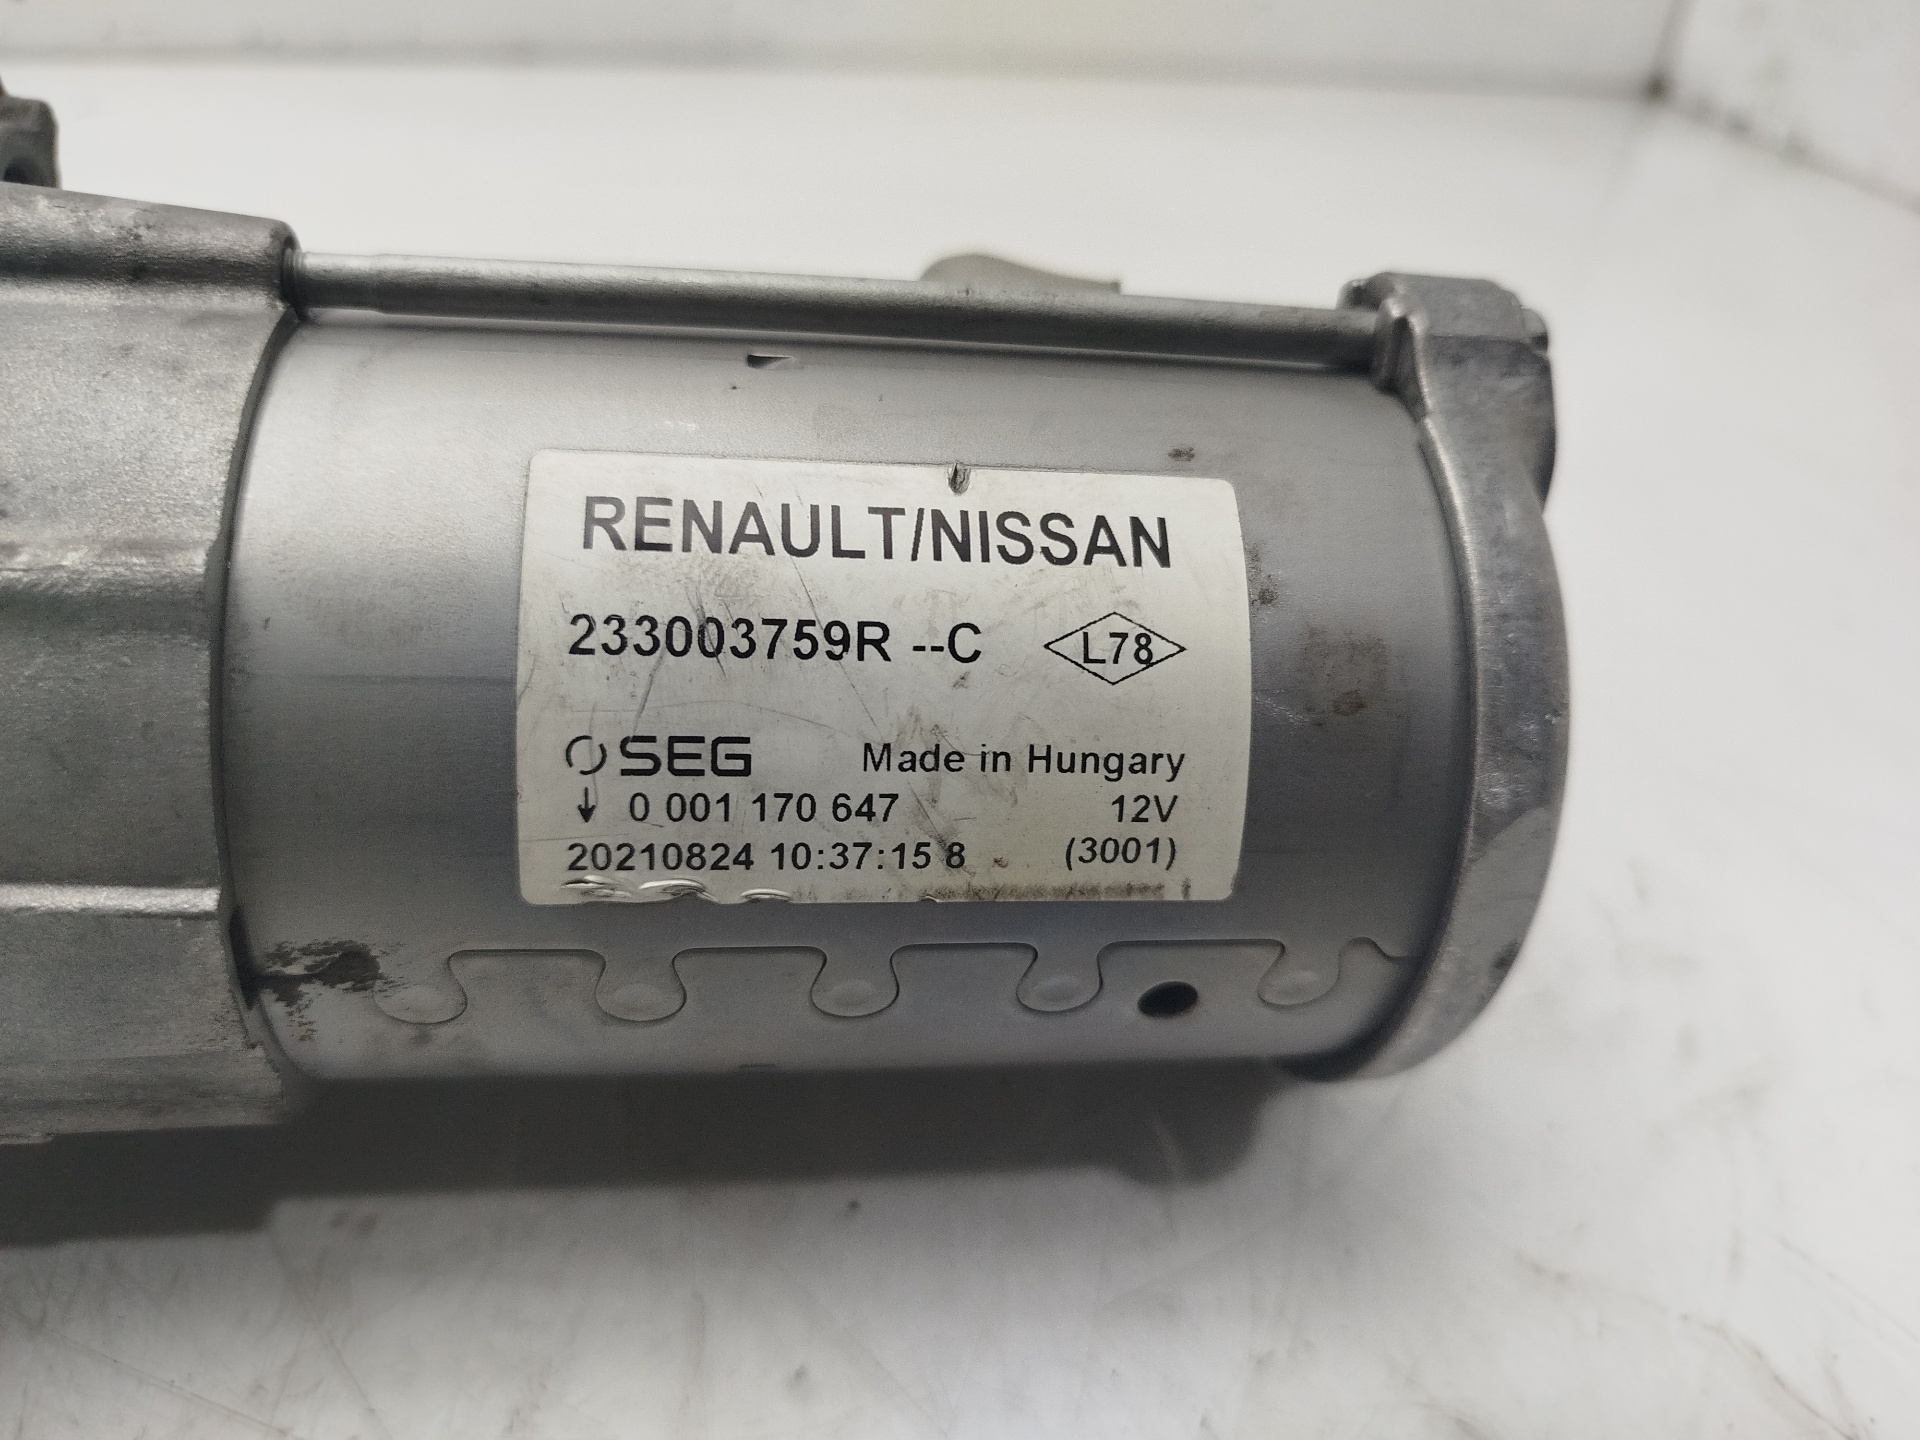 RENAULT/NISSAN
233003759R --C L78
SEG Made in Hungary
↓ 0 001 170 647 12V
20210824 10:37:15 8 (3001)